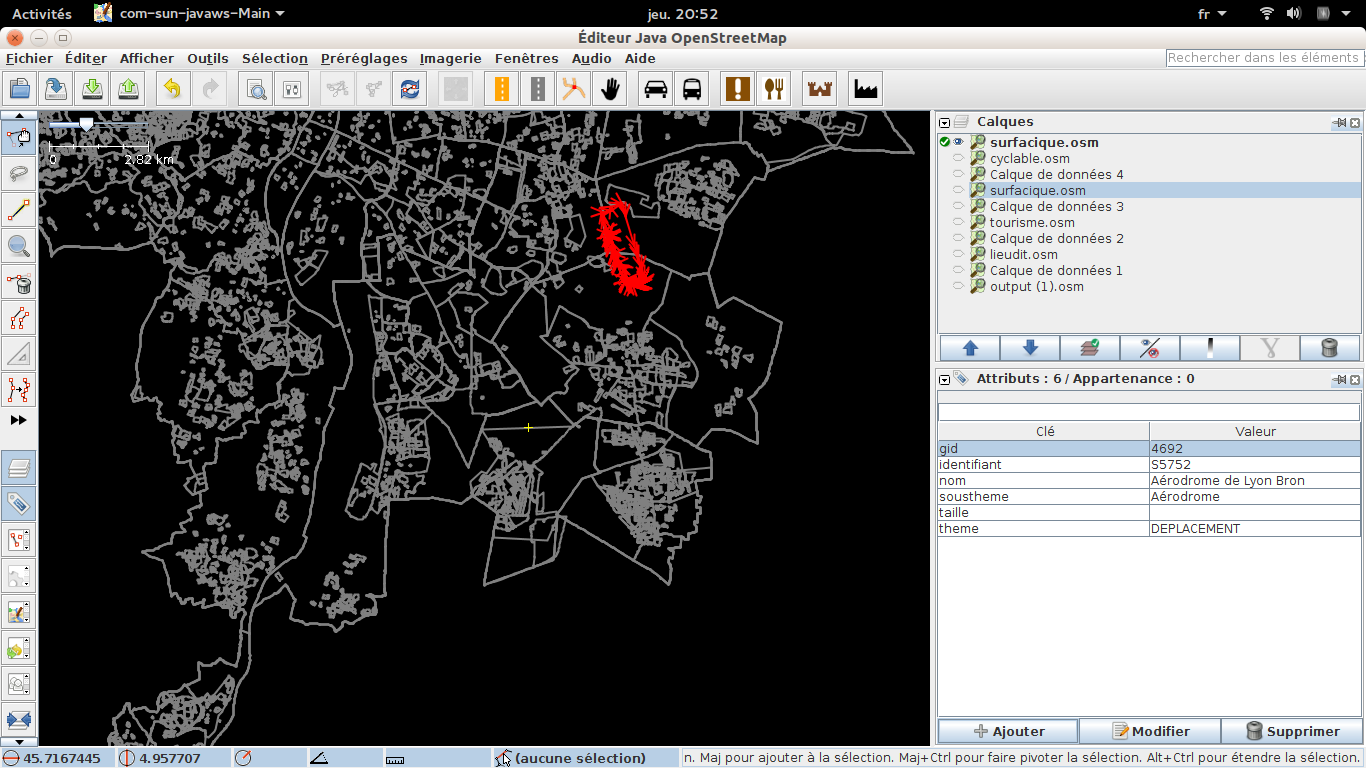 Activités com-sun-javaws-Main jeu. 20:52 fr
Éditeur Java OpenStreetMap
Fichier Éditer Afficher Outils Sélection Préréglages Imagerie Fenêtres Audio Aide Rechercher dans les éléments
0 2.82 km
Calques
surfacique.osm
cyclable.osm
Calque de données 4
surfacique.osm
Calque de données 3
tourisme.osm
Calque de données 2
lieudit.osm
Calque de données 1
output (1).osm
Attributs : 6 / Appartenance : 0
Clé Valeur
gid 4692
identifiant S5752
nom Aérodrome de Lyon Bron
soustheme Aérodrome
taille
theme DEPLACEMENT
Ajouter Modifier Supprimer
45.7167445 4.957707 (aucune sélection) n. Maj pour ajouter à la sélection. Maj+Ctrl pour faire pivoter la sélection. Alt+Ctrl pour étendre la sélection.